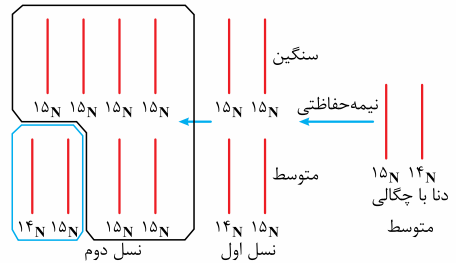 سنگین
۱۵N ۱۵N ۱۵N ۱۵N
۱۵N ۱۵N
نیمه‌حفاظتی
۱۵N ۱۴N
دنا با چگالی
متوسط
متوسط
۱۴N ۱۵N
۱۵N ۱۵N
۱۴N ۱۵N
نسل اول
نسل دوم